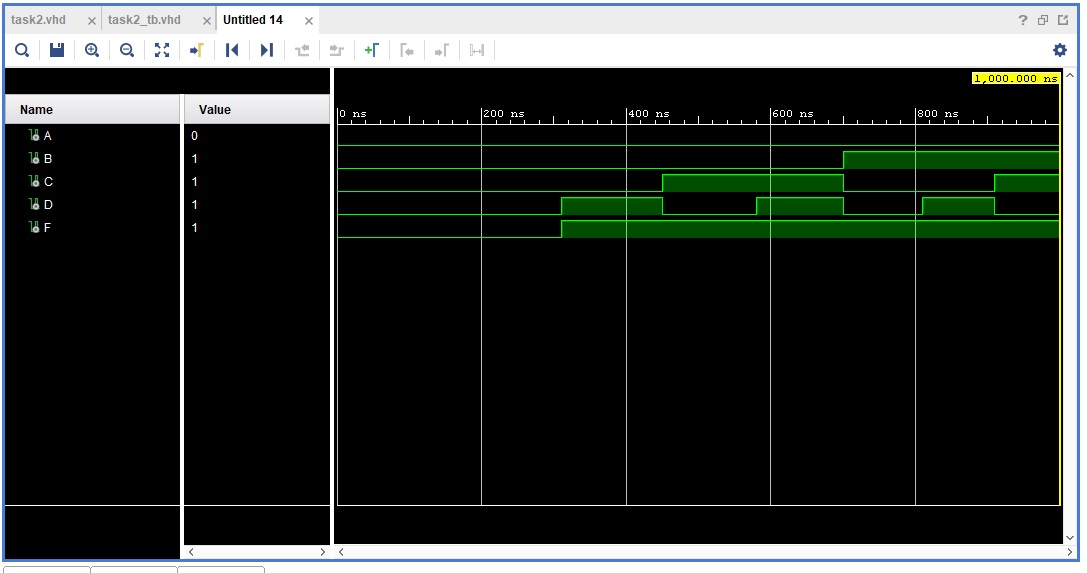 task2.vhd task2_tb.vhd Untitled 14
?
1,000.000 ns
Name Value
0 ns 200 ns 400 ns 600 ns 800 ns
A 0
B 1
C 1
D 1
F 1